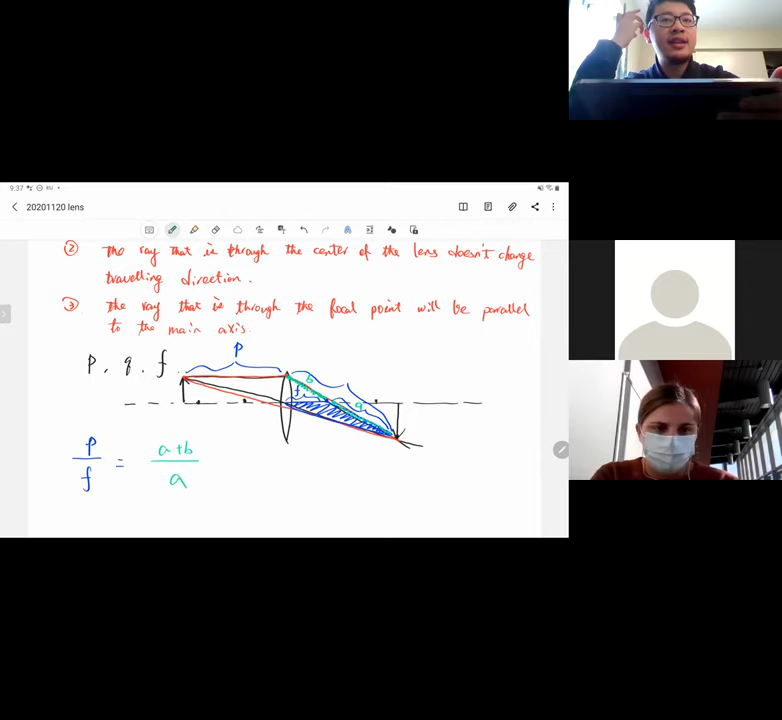 9:37
RU
20201120 lens
② the ray that is through the center of the lens doesn't change
travelling direction.
③ the ray that is through the focal point will be parallel
to the main axis.
P, q, f.
P
b
f
a
P/f = a+b/a